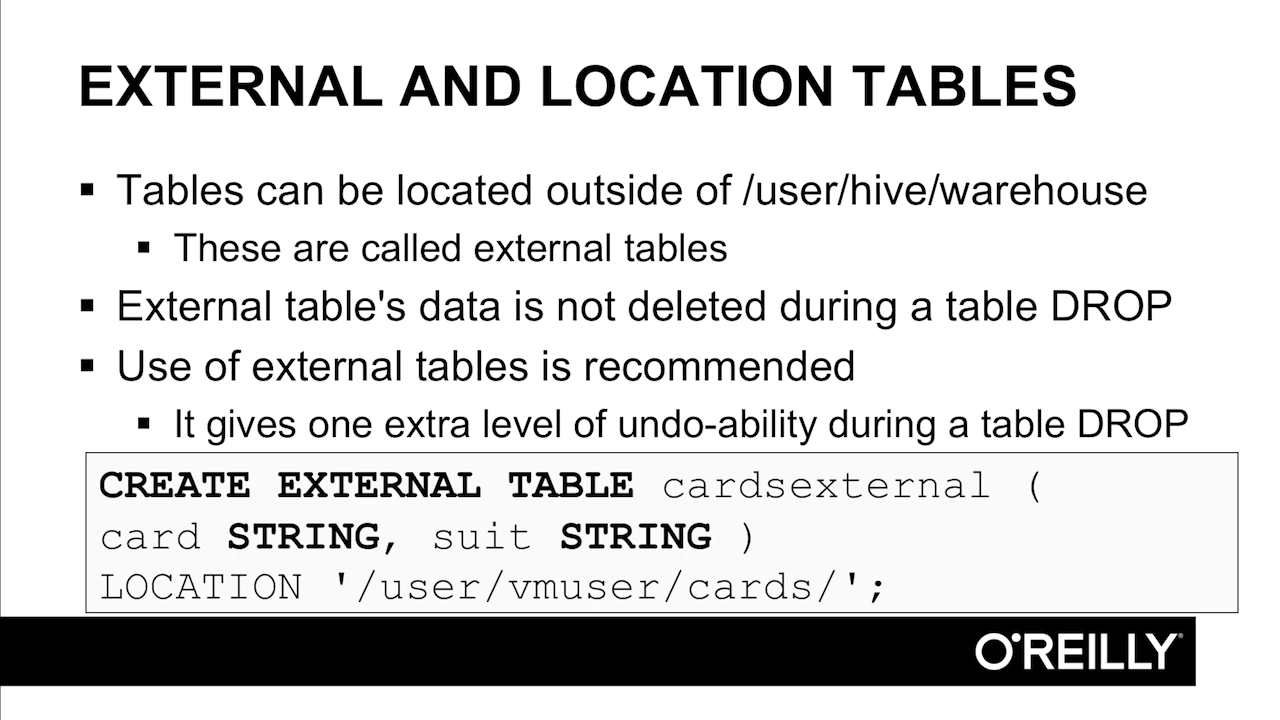 EXTERNAL AND LOCATION TABLES
▪ Tables can be located outside of /user/hive/warehouse
▪ These are called external tables
▪ External table's data is not deleted during a table DROP
▪ Use of external tables is recommended
▪ It gives one extra level of undo-ability during a table DROP
CREATE EXTERNAL TABLE cardsexternal (
card STRING, suit STRING )
LOCATION '/user/vmuser/cards/';
O'REILLY®